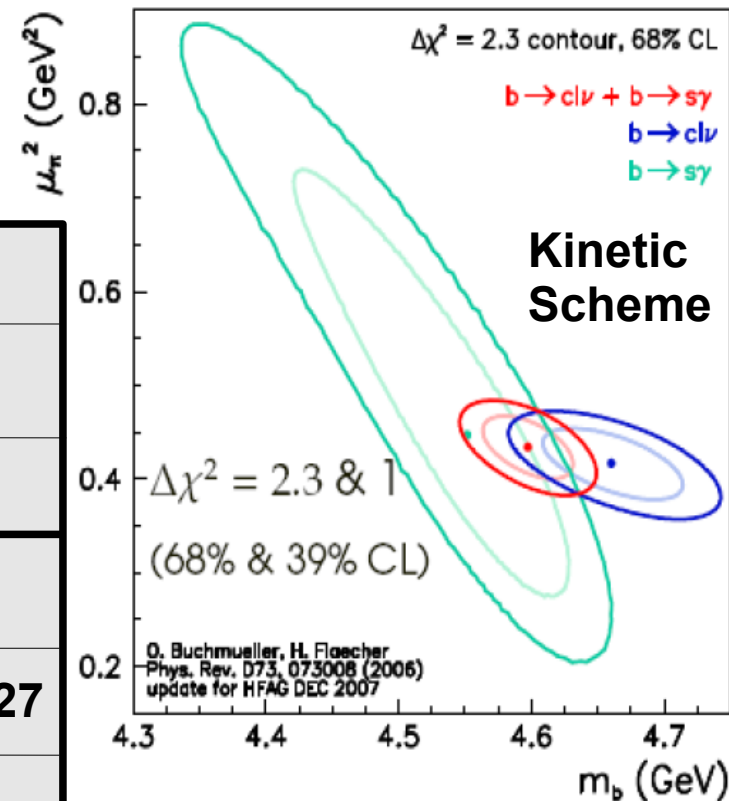 Δχ² = 2.3 contour, 68% CL
b→clν + b→sγ
b→clν
b→sγ
Kinetic
Scheme
μπ² (GeV²)
0.8
0.6
0.4
0.2
Δχ² = 2.3 & 1
(68% & 39% CL)
O. Buchmueller, H. Flaecher
Phys. Rev. D73, 073008 (2006)
update for HFAG DEC 2007
27
4.3 4.4 4.5 4.6 4.7
m_b (GeV)